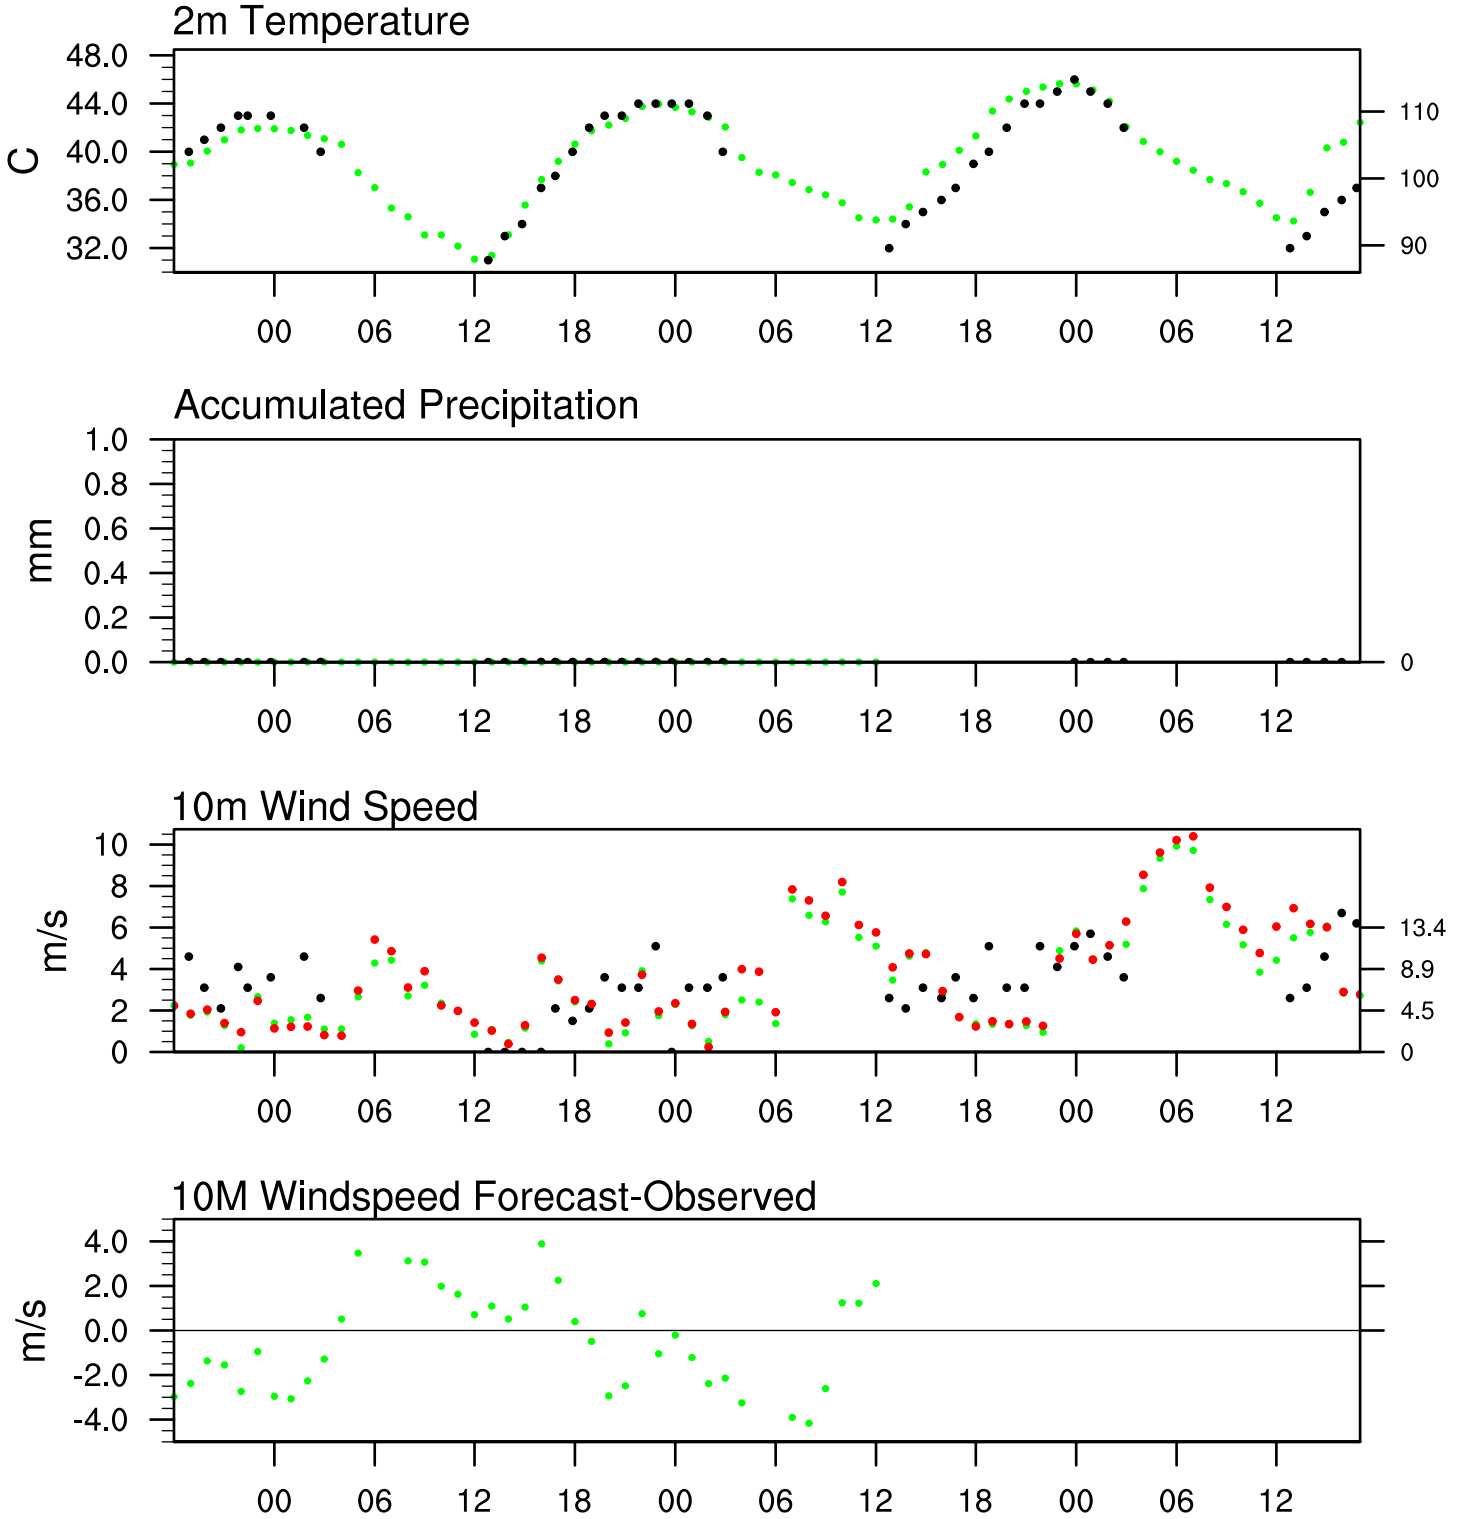 2m Temperature
48.0
44.0
40.0
36.0
32.0
C
110
100
90
00 06 12 18 00 06 12 18 00 06 12
Accumulated Precipitation
1.0
0.8
0.6
0.4
0.2
0.0
mm
0
00 06 12 18 00 06 12 18 00 06 12
10m Wind Speed
10
8
6
4
2
0
m/s
13.4
8.9
4.5
0
00 06 12 18 00 06 12 18 00 06 12
10M Windspeed Forecast-Observed
4.0
2.0
0.0
-2.0
-4.0
m/s
00 06 12 18 00 06 12 18 00 06 12